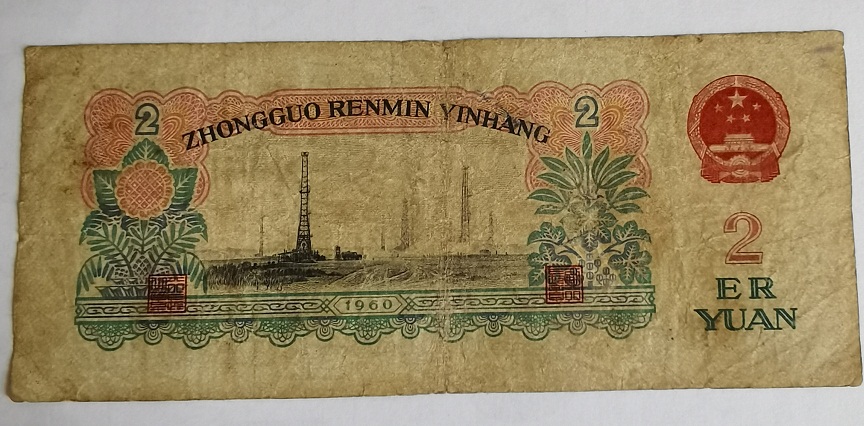 2
ZHONGGUO RENMIN YINHANG
2
1960
2
ER
YUAN